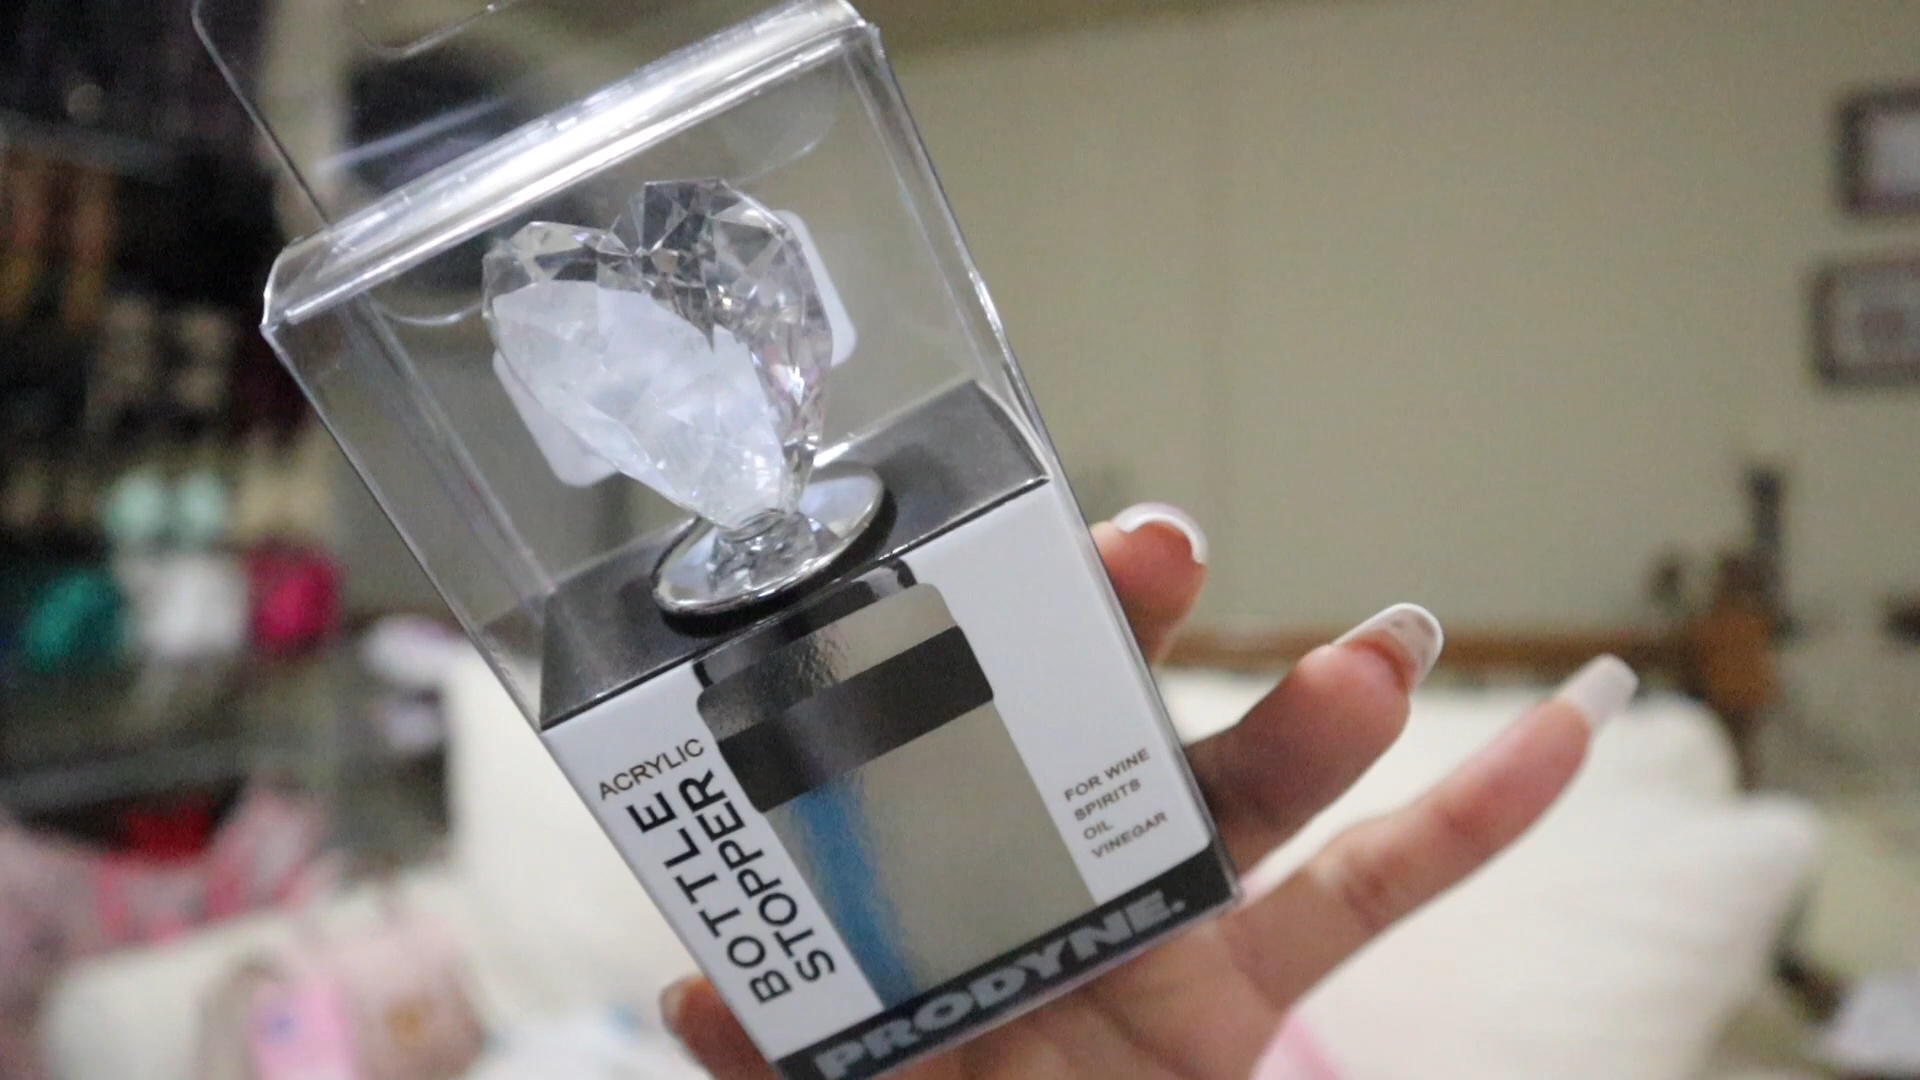 ACRYLIC
BOTTLE
STOPPER
FOR WINE
SPIRITS
OIL
VINEGAR
PRODYNE.